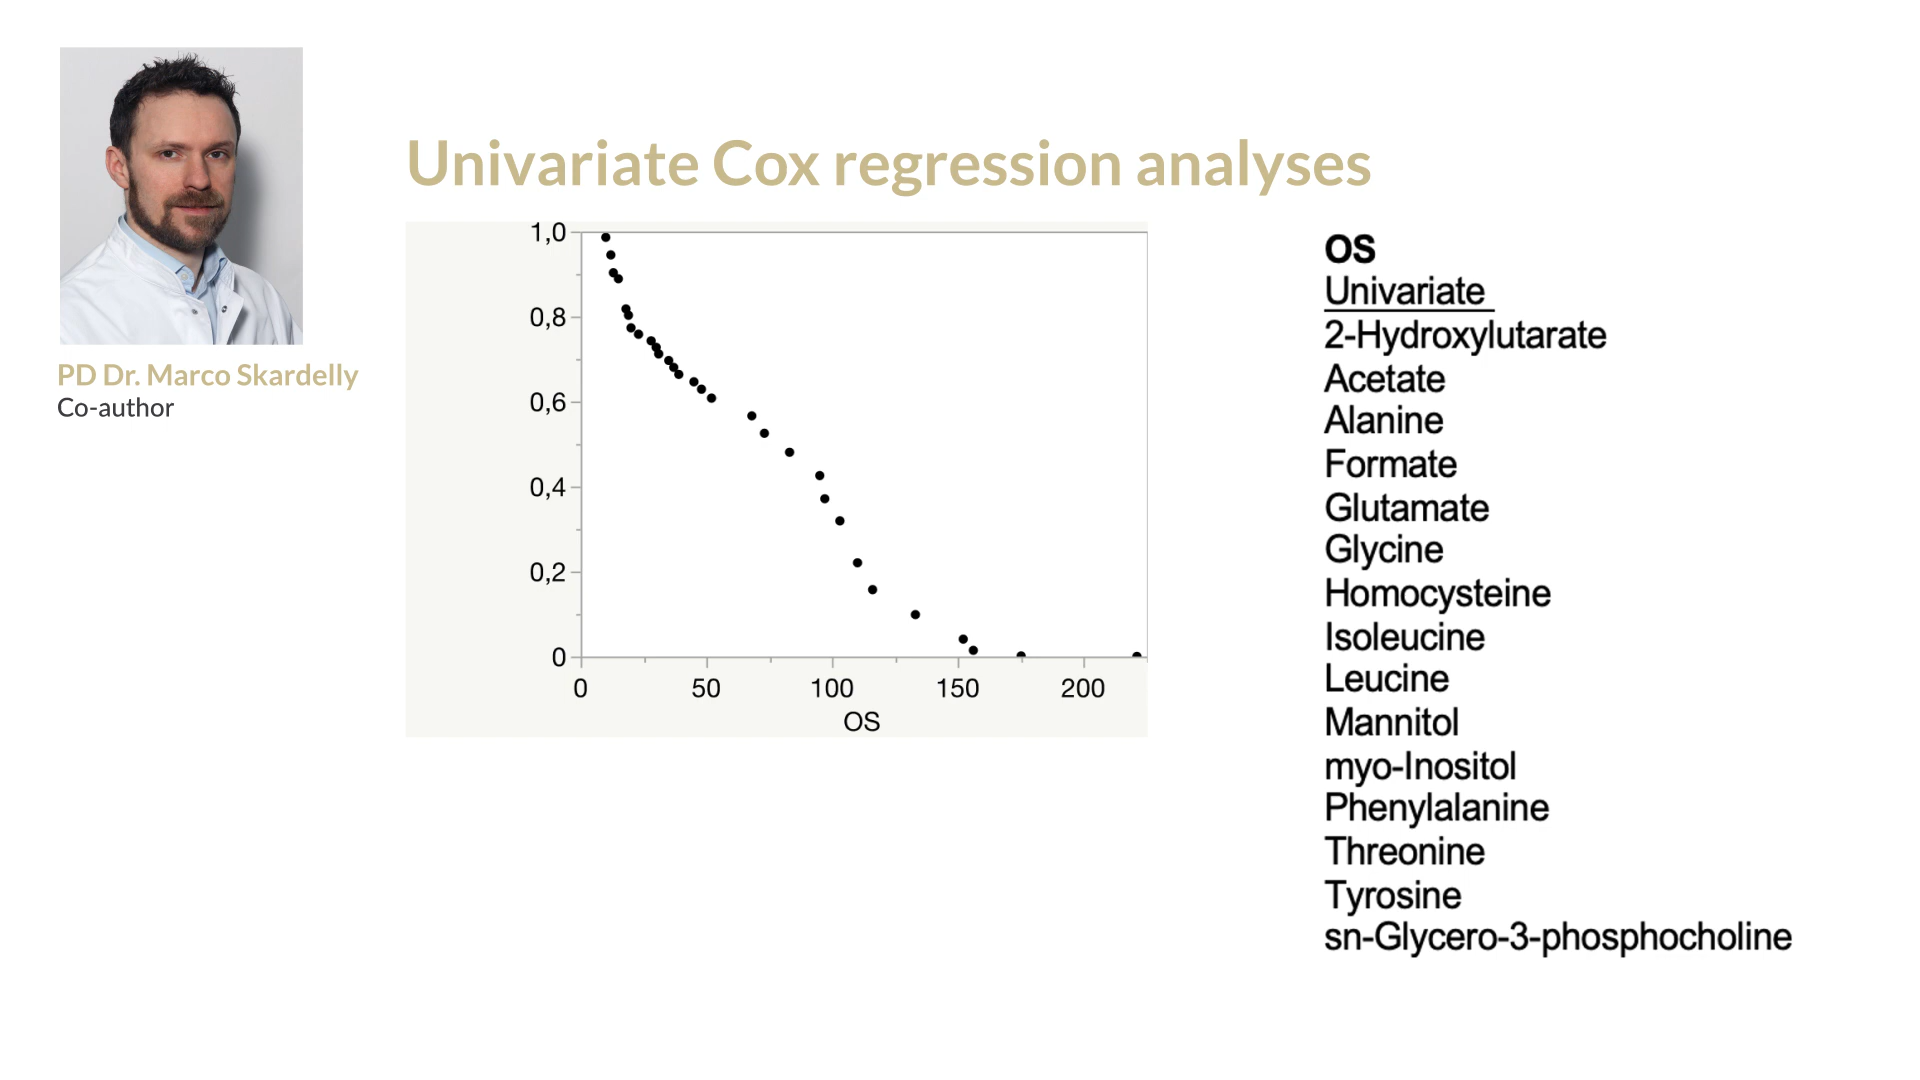 PD Dr. Marco Skardelly
Co-author
Univariate Cox regression analyses
1,0
0,8
0,6
0,4
0,2
0
0 50 100 150 200
OS
OS
Univariate
2-Hydroxylutarate
Acetate
Alanine
Formate
Glutamate
Glycine
Homocysteine
Isoleucine
Leucine
Mannitol
myo-Inositol
Phenylalanine
Threonine
Tyrosine
sn-Glycero-3-phosphocholine